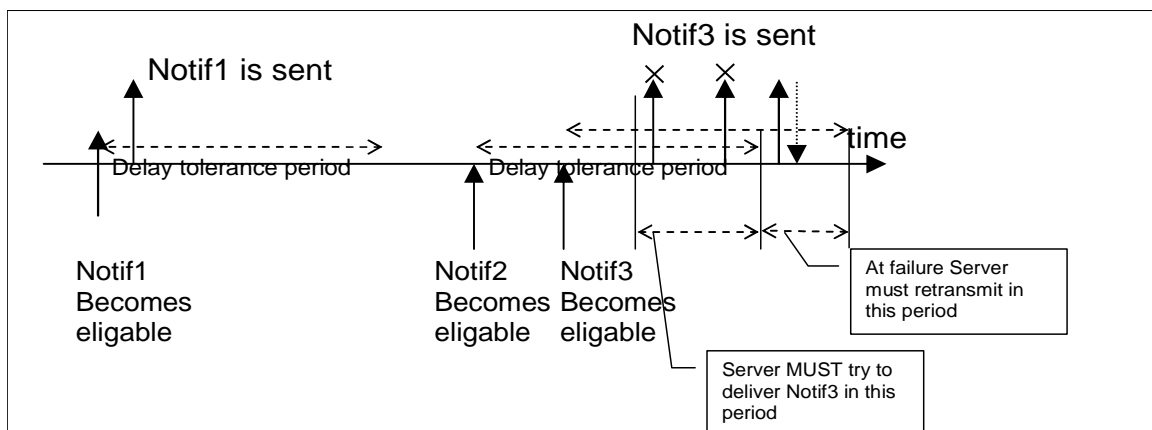 Notif3 is sent
Notif1 is sent
time
Delay tolerance period
Delay tolerance period
Notif1
Becomes
eligable
Notif2
Becomes
eligable
Notif3
Becomes
eligable
At failure Server
must retransmit in
this period
Server MUST try to
deliver Notif3 in this
period